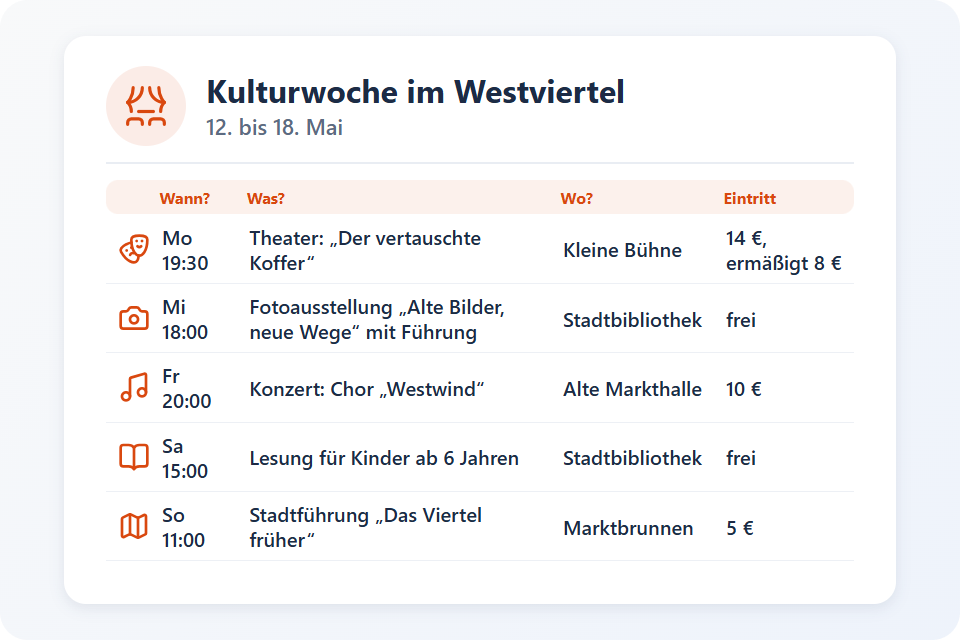 Kulturwoche im Westviertel
12. bis 18. Mai
Wann? Was? Wo? Eintritt
Mo
19:30
Theater: „Der vertauschte
Koffer“
Kleine Bühne
14 €,
ermäßigt 8 €
Mi
18:00
Fotoausstellung „Alte Bilder,
neue Wege“ mit Führung
Stadtbibliothek
frei
Fr
20:00
Konzert: Chor „Westwind“
Alte Markthalle
10 €
Sa
15:00
Lesung für Kinder ab 6 Jahren
Stadtbibliothek
frei
So
11:00
Stadtführung „Das Viertel
früher“
Marktbrunnen
5 €